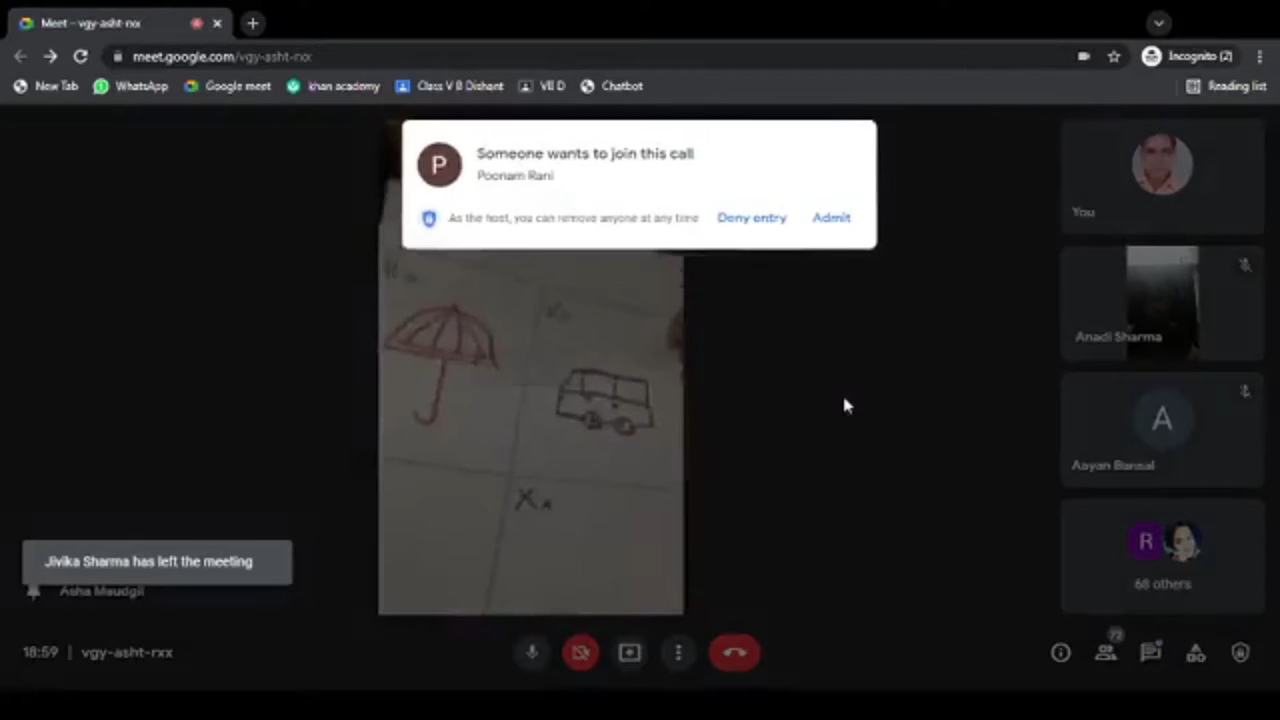 Meet - vgy-asht-rxx
meet.google.com/vgy-asht-rxx
Incognito (2)
New Tab
WhatsApp
Google meet
khan academy
Class V B Dishant
VII D
Chatbot
Reading list
P
Someone wants to join this call
Poonam Rani
As the host, you can remove anyone at any time
Deny entry
Admit
You
Anadi Sharma
A
Aayan Bansal
R
68 others
Jivika Sharma has left the meeting
Asha Maudgil
18:59 | vgy-asht-rxx
72